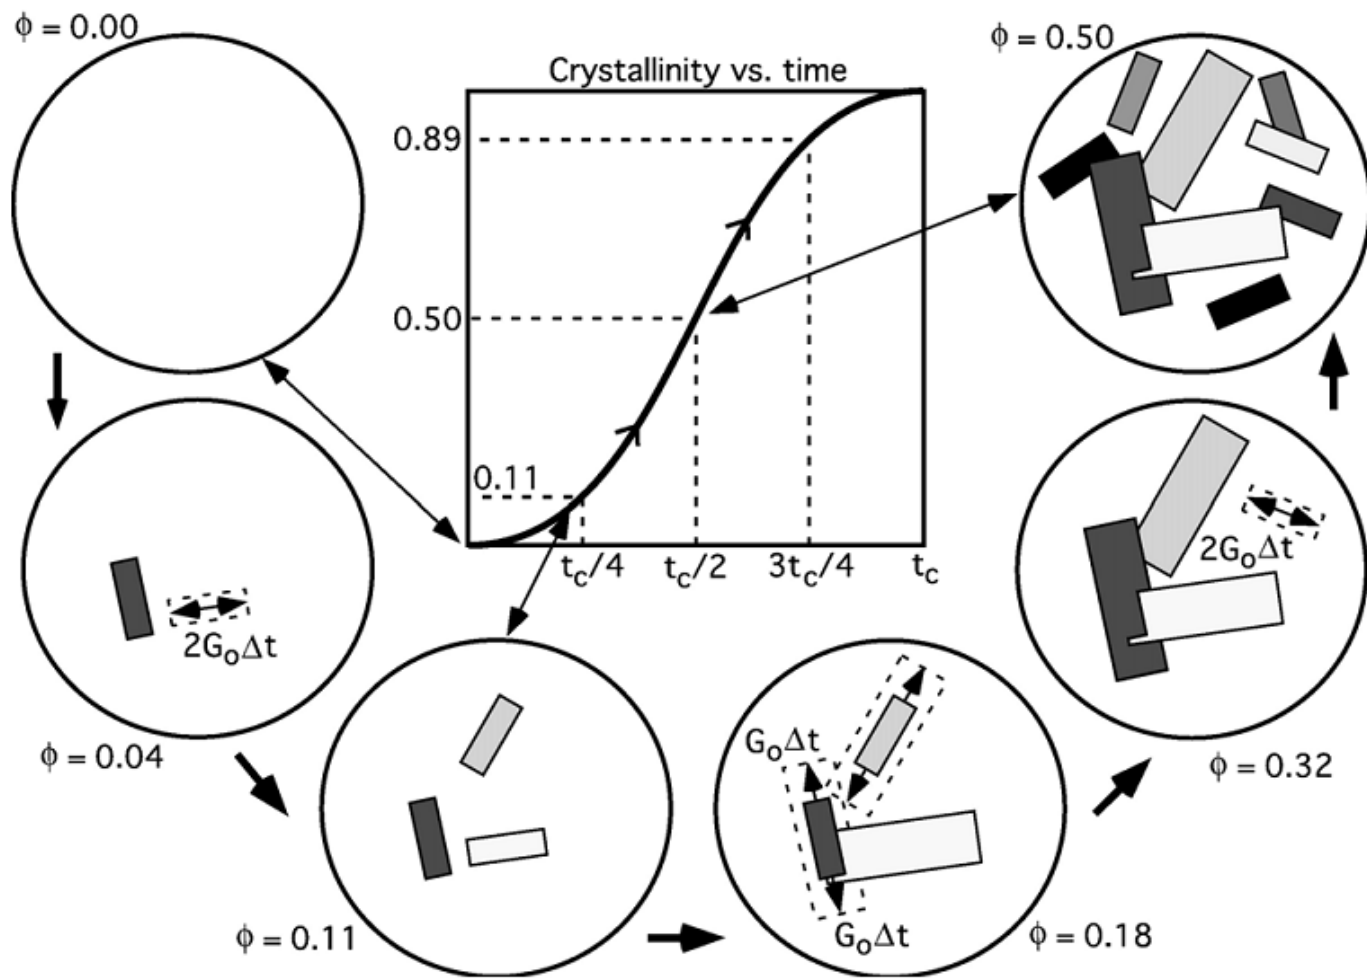 ϕ = 0.00
Crystallinity vs. time
0.89
0.50
0.11
t_c/4
t_c/2
3t_c/4
t_c
ϕ = 0.50
2G_oΔt
ϕ = 0.04
ϕ = 0.11
G_oΔt
G_oΔt
ϕ = 0.18
2G_oΔt
ϕ = 0.32